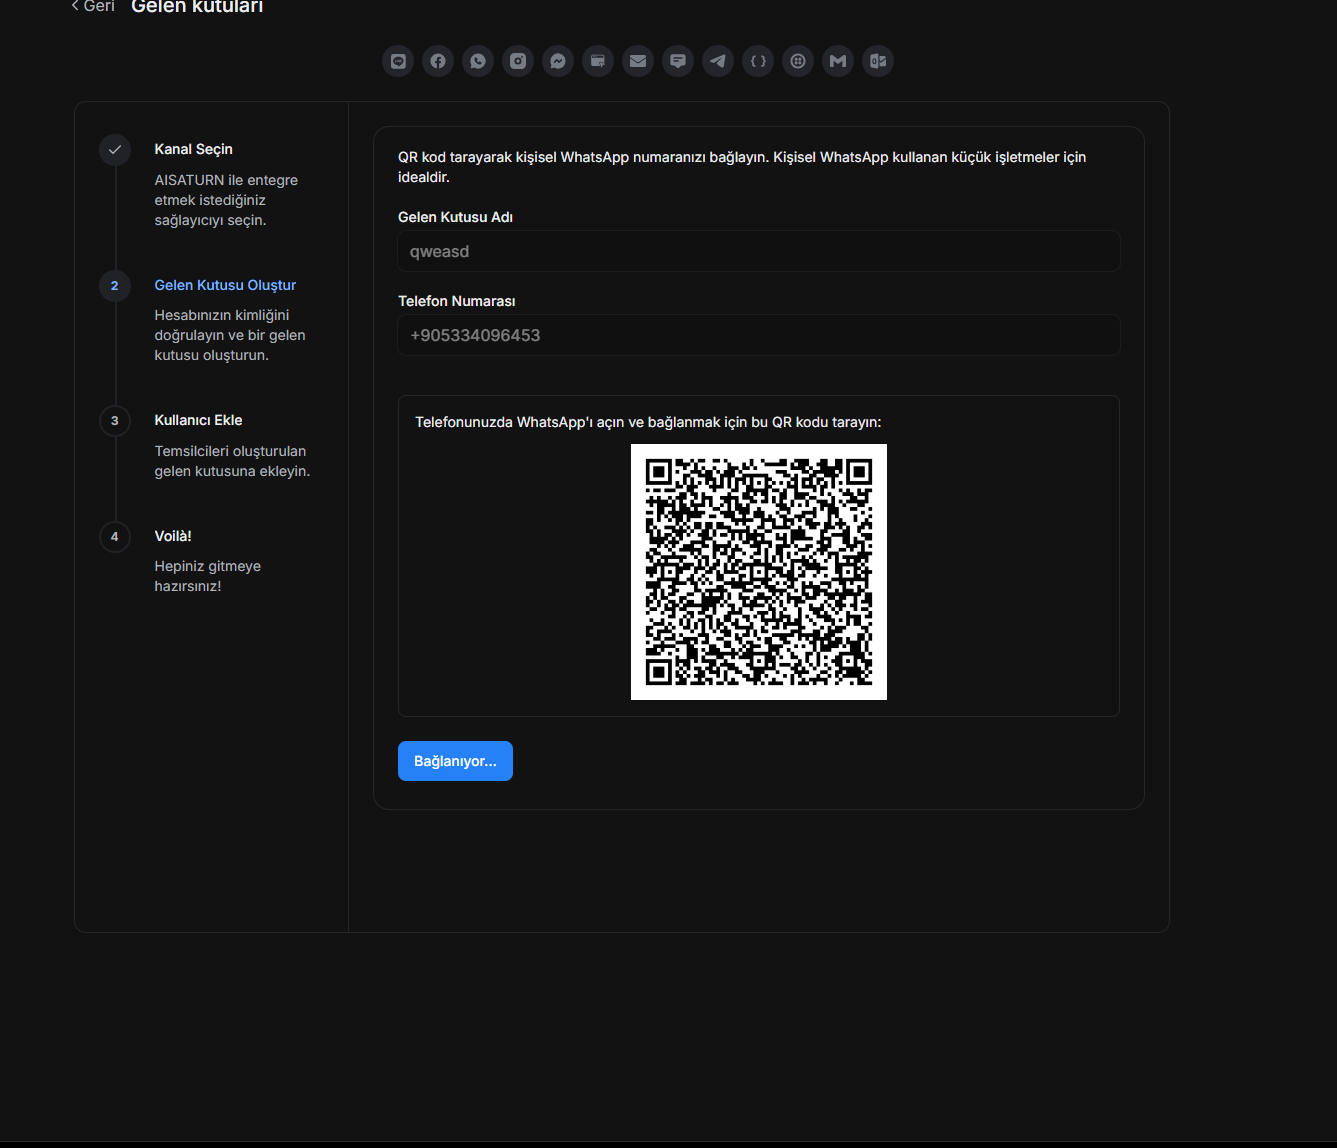 Geri
Gelen kutuları
Kanal Seçin
AISATURN ile entegre
etmek istediğiniz
sağlayıcıyı seçin.
2
Gelen Kutusu Oluştur
Hesabınızın kimliğini
doğrulayın ve bir gelen
kutusu oluşturun.
3
Kullanıcı Ekle
Temsilcileri oluşturulan
gelen kutusuna ekleyin.
4
Voilà!
Hepiniz gitmeye
hazırsınız!
QR kod tarayarak kişisel WhatsApp numaranızı bağlayın. Kişisel WhatsApp kullanan küçük işletmeler için
idealdir.
Gelen Kutusu Adı
qweasd
Telefon Numarası
+905334096453
Telefonunuzda WhatsApp'ı açın ve bağlanmak için bu QR kodu tarayın:
Bağlanıyor...